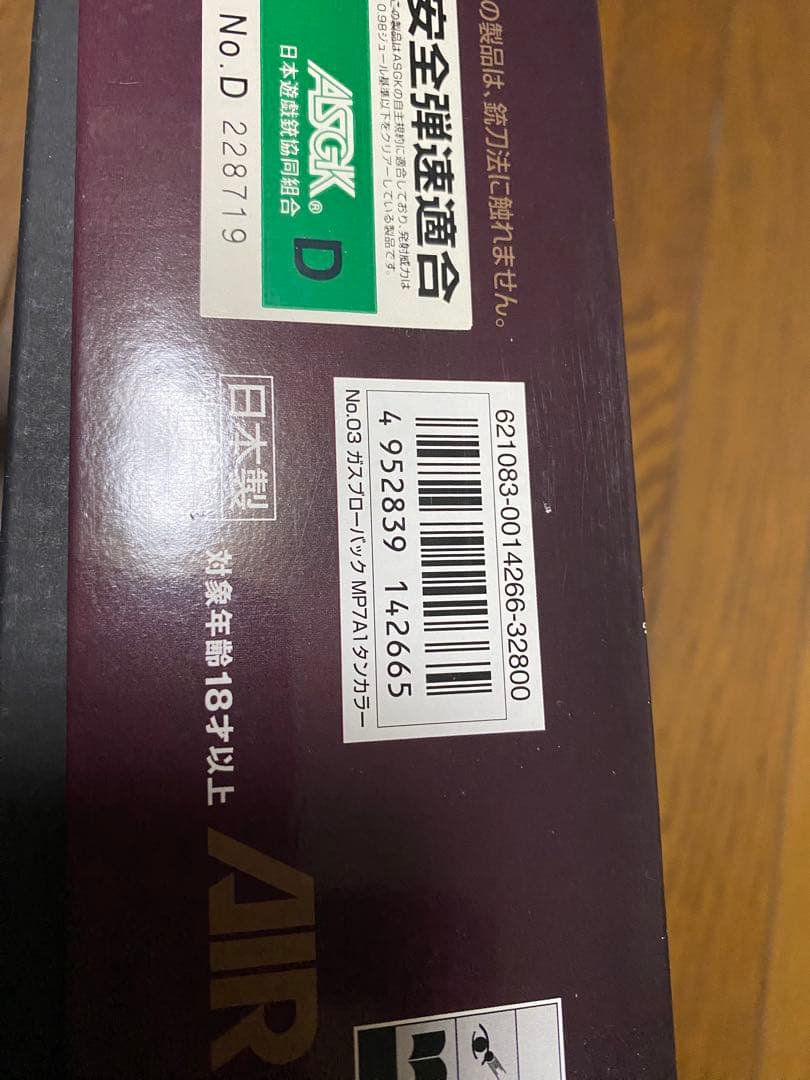 の製品は、銃刀法に触れません。
安全弾速適合
この製品はASGKの自主規約に適合しており、発射威力は
0.98ジュール基準以下をクリアーしている製品です。
ASGK®
D
日本遊戯銃協同組合
No.D 228719
621083-0014266-32800
4 952839 142665
No.03 ガスブローバック MP7A1タンカラー
日本製
対象年齢18才以上
AIR